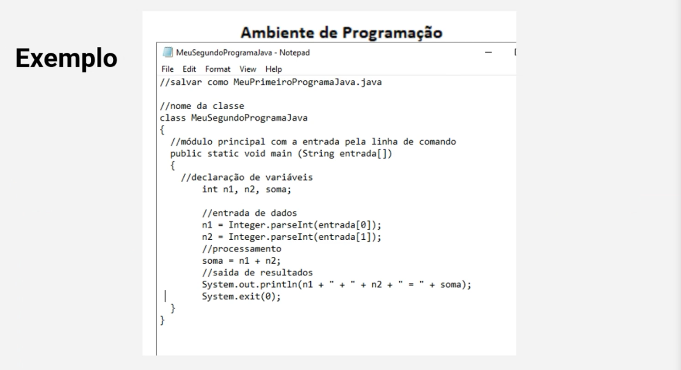 Ambiente de Programação
Exemplo
MeuSegundoProgramaJava - Notepad
File Edit Format View Help
//salvar como MeuPrimeiroProgramaJava.java
//nome da classe
class MeuSegundoProgramaJava
{
//módulo principal com a entrada pela linha de comando
public static void main (String entrada[])
{
//declaração de variáveis
int n1, n2, soma;
//entrada de dados
n1 = Integer.parseInt(entrada[0]);
n2 = Integer.parseInt(entrada[1]);
//processamento
soma = n1 + n2;
//saida de resultados
System.out.println(n1 + " + " + n2 + " = " + soma);
System.exit(0);
}
}